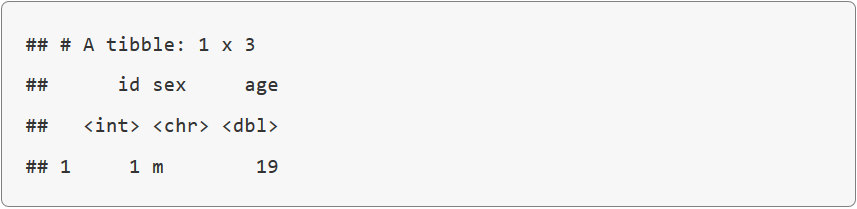 ## # A tibble: 1 x 3
##      id sex     age
##   <int> <chr> <dbl>
## 1     1 m        19